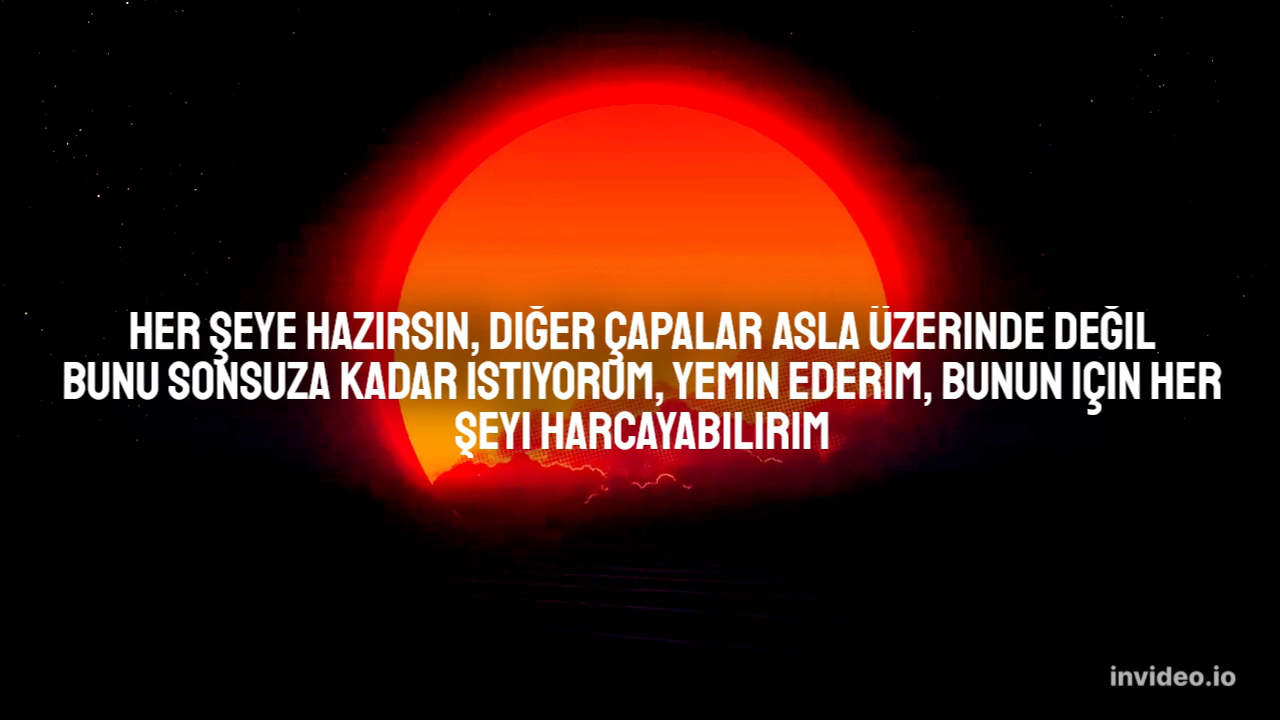 HER ŞEYE HAZIRSIN, DIĞER ÇAPALAR ASLA ÜZERINDE DEĞIL
BUNU SONSUZA KADAR ISTIYORUM, YEMIN EDERIM, BUNUN IÇIN HER
ŞEYI HARCAYABILIRIM
invideo.io